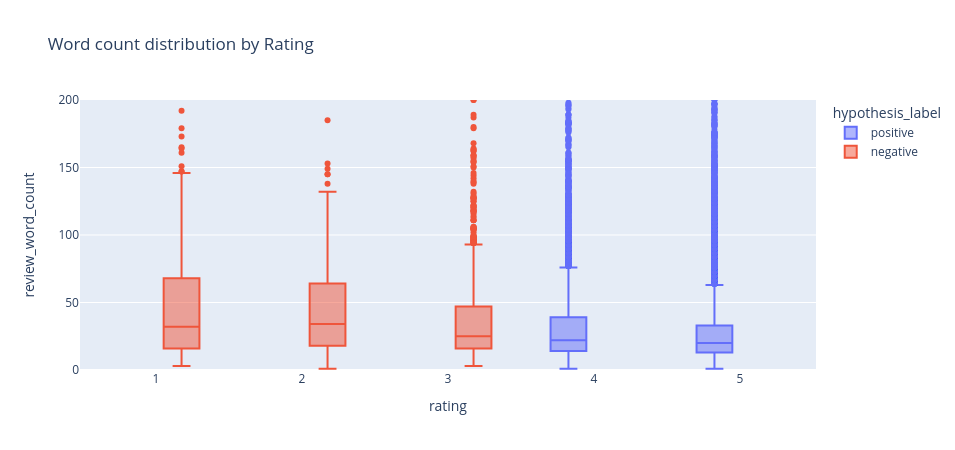 Word count distribution by Rating
hypothesis_label
positive
negative
review_word_count
200
150
100
50
0
1 2 3 4 5
rating